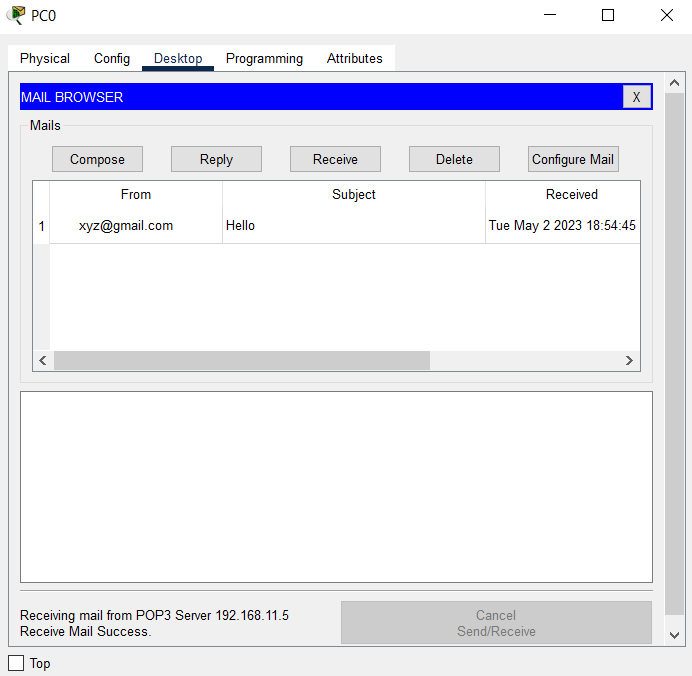 PC0
Physical Config Desktop Programming Attributes
MAIL BROWSER X
Mails
Compose Reply Receive Delete Configure Mail
From Subject Received
1 xyz@gmail.com Hello Tue May 2 2023 18:54:45
Receiving mail from POP3 Server 192.168.11.5
Receive Mail Success.
Cancel
Send/Receive
Top